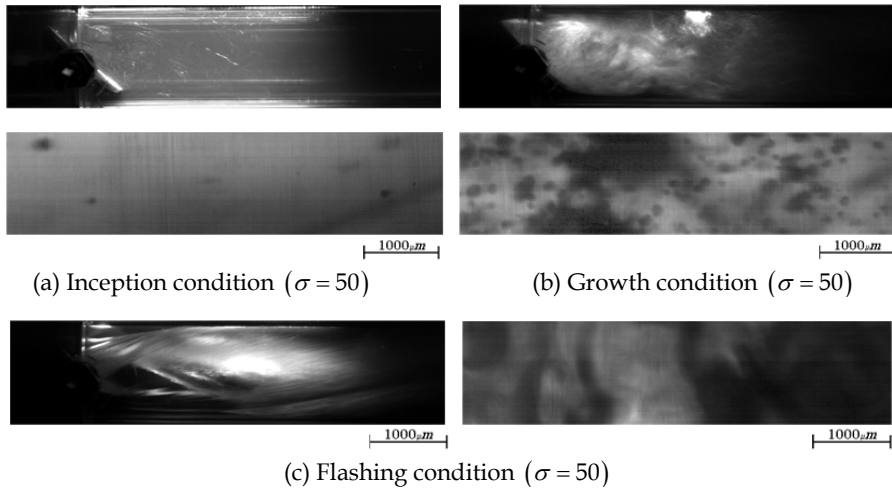 1000μm 1000μm
(a) Inception condition (σ = 50) (b) Growth condition (σ = 50)
1000μm 1000μm
(c) Flashing condition (σ = 50)